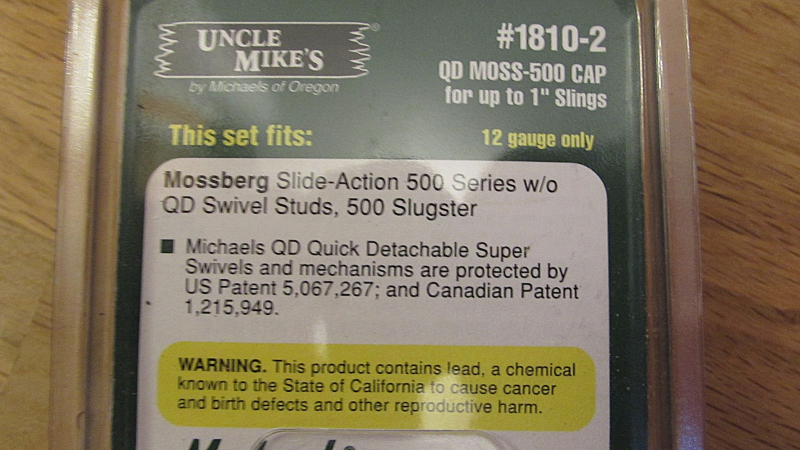 UNCLE
MIKE'S
®
by Michaels of Oregon
#1810-2
QD MOSS-500 CAP
for up to 1" Slings
This set fits:
12 gauge only
Mossberg Slide-Action 500 Series w/o
QD Swivel Studs, 500 Slugster
■ Michaels QD Quick Detachable Super
Swivels and mechanisms are protected by
US Patent 5,067,267; and Canadian Patent
1,215,949.
WARNING. This product contains lead, a chemical
known to the State of California to cause cancer
and birth defects and other reproductive harm.